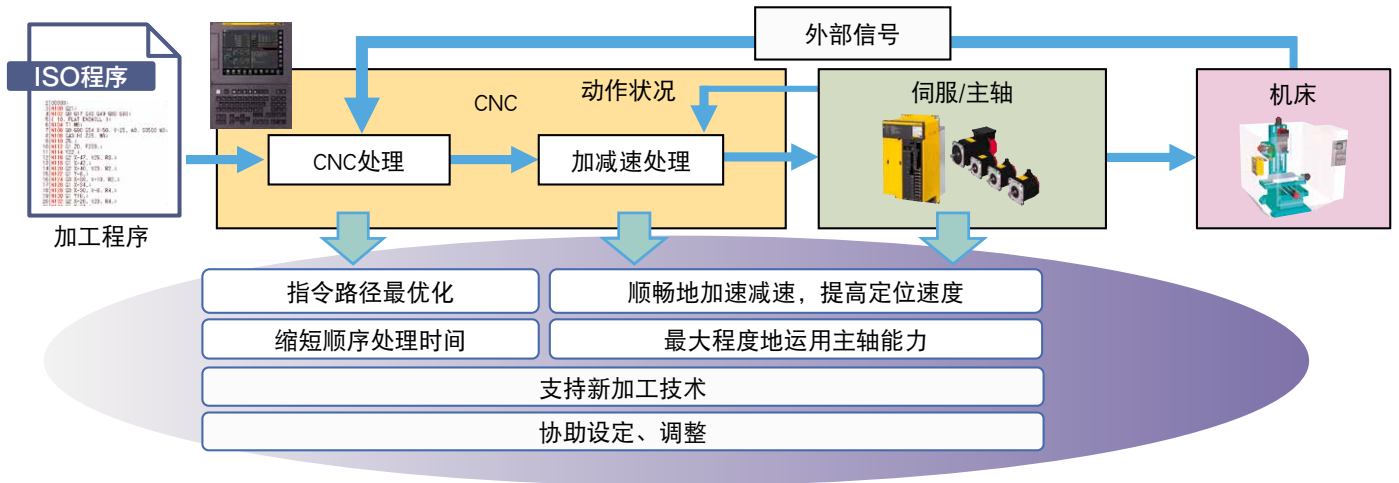 外部信号
ISO程序
CNC
动作状况
伺服/主轴
机床
CNC处理
加减速处理
加工程序
指令路径最优化
顺畍地加速减速，提高定位速度
缩短顺序处理时间
最大程度地运用主轴能力
支持新加工技术
协助设定、调整